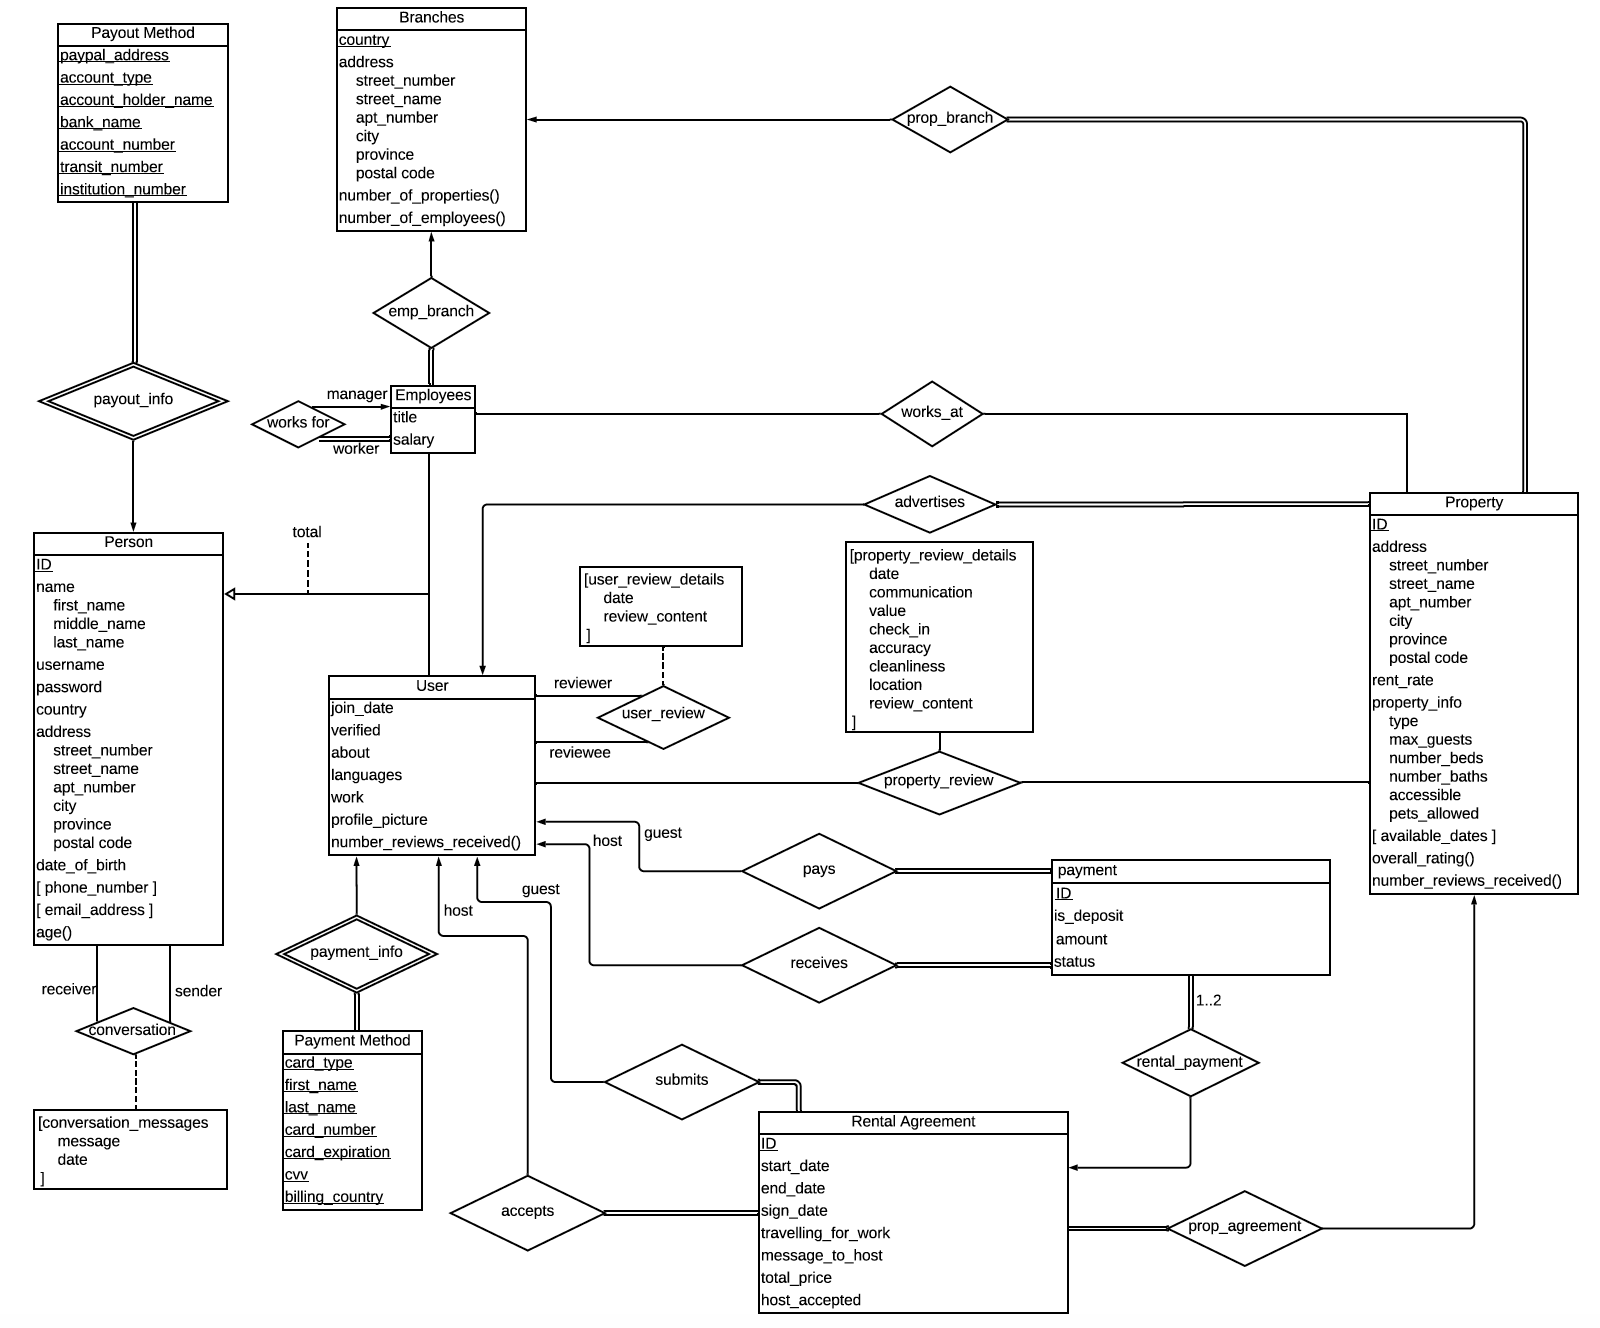 Payout Method
paypal_address
account_type
account_holder_name
bank_name
account_number
transit_number
institution_number
Branches
country
address
street_number
street_name
apt_number
city
province
postal code
number_of_properties()
number_of_employees()
prop_branch
emp_branch
payout_info
manager
works for
worker
Employees
title
salary
works_at
advertises
total
Person
ID
name
first_name
middle_name
last_name
username
password
country
address
street_number
street_name
apt_number
city
province
postal code
date_of_birth
[ phone_number ]
[ email_address ]
age()
[user_review_details
date
review_content
]
[property_review_details
date
communication
value
check_in
accuracy
cleanliness
location
review_content
]
Property
ID
address
street_number
street_name
apt_number
city
province
postal code
rent_rate
property_info
type
max_guests
number_beds
number_baths
accessible
pets_allowed
[ available_dates ]
overall_rating()
number_reviews_received()
User
join_date
verified
about
languages
work
profile_picture
number_reviews_received()
reviewer
user_review
reviewee
property_review
guest
host
pays
payment
ID
is_deposit
amount
status
guest
host
receives
payment_info
receiver
sender
conversation
[conversation_messages
message
date
]
Payment Method
card_type
first_name
last_name
card_number
card_expiration
cvv
billing_country
1..2
rental_payment
submits
accepts
Rental Agreement
ID
start_date
end_date
sign_date
travelling_for_work
message_to_host
total_price
host_accepted
prop_agreement